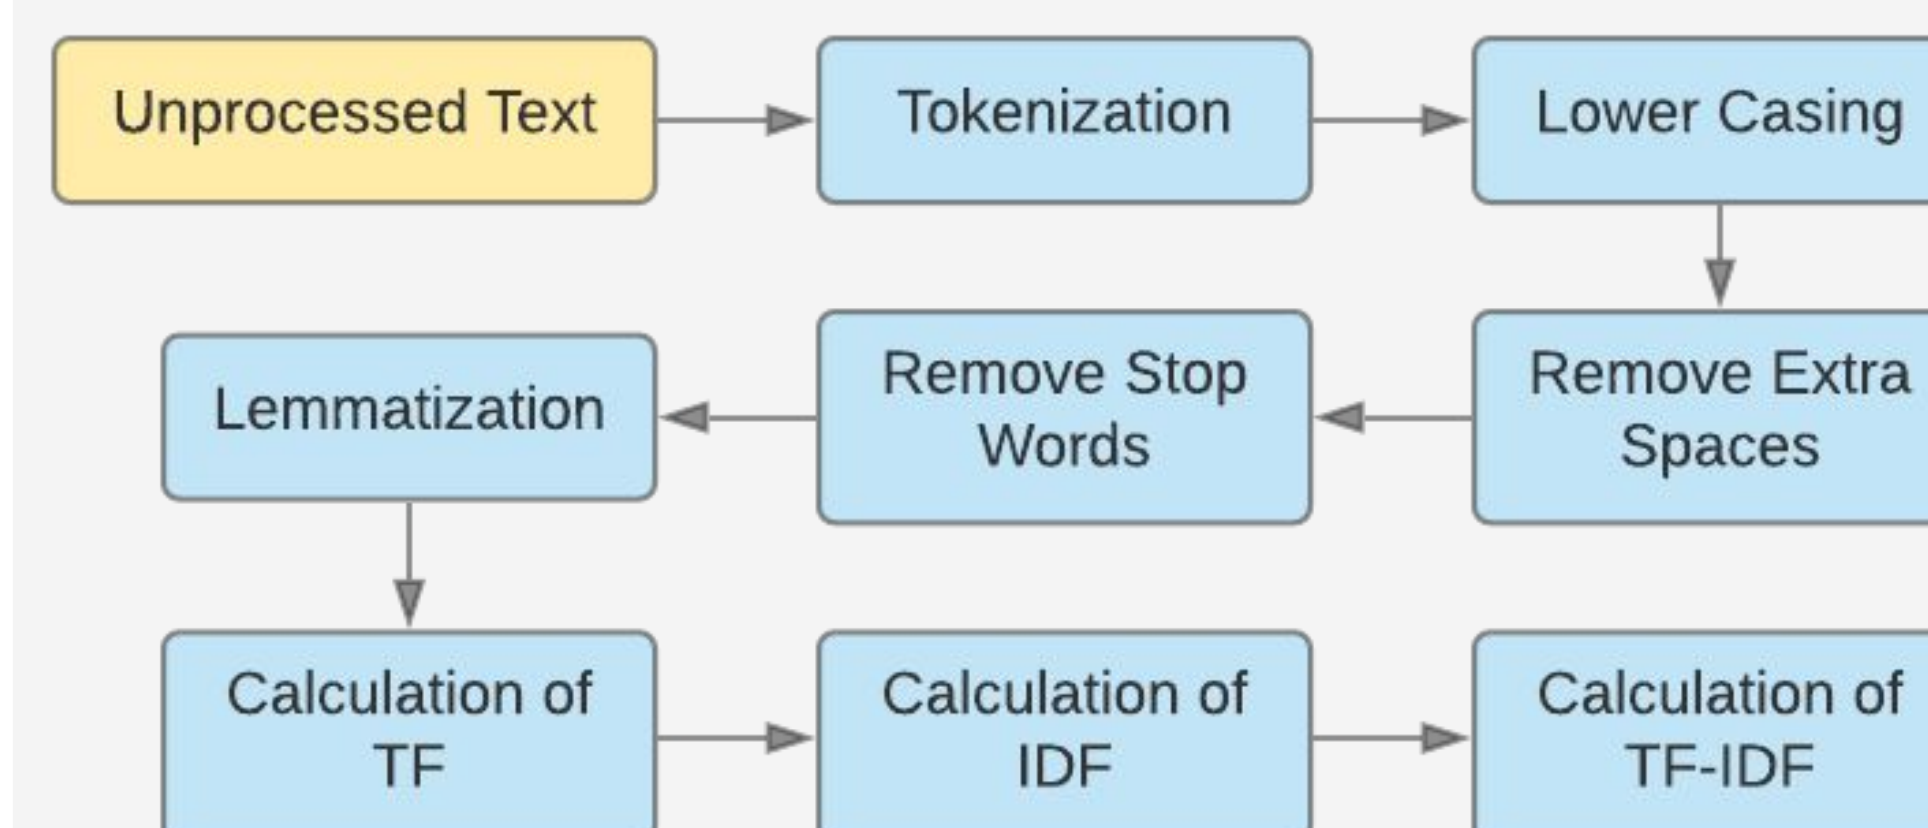 Unprocessed Text
Tokenization
Lower Casing
Remove Extra
Spaces
Remove Stop
Words
Lemmatization
Calculation of
TF
Calculation of
IDF
Calculation of
TF-IDF